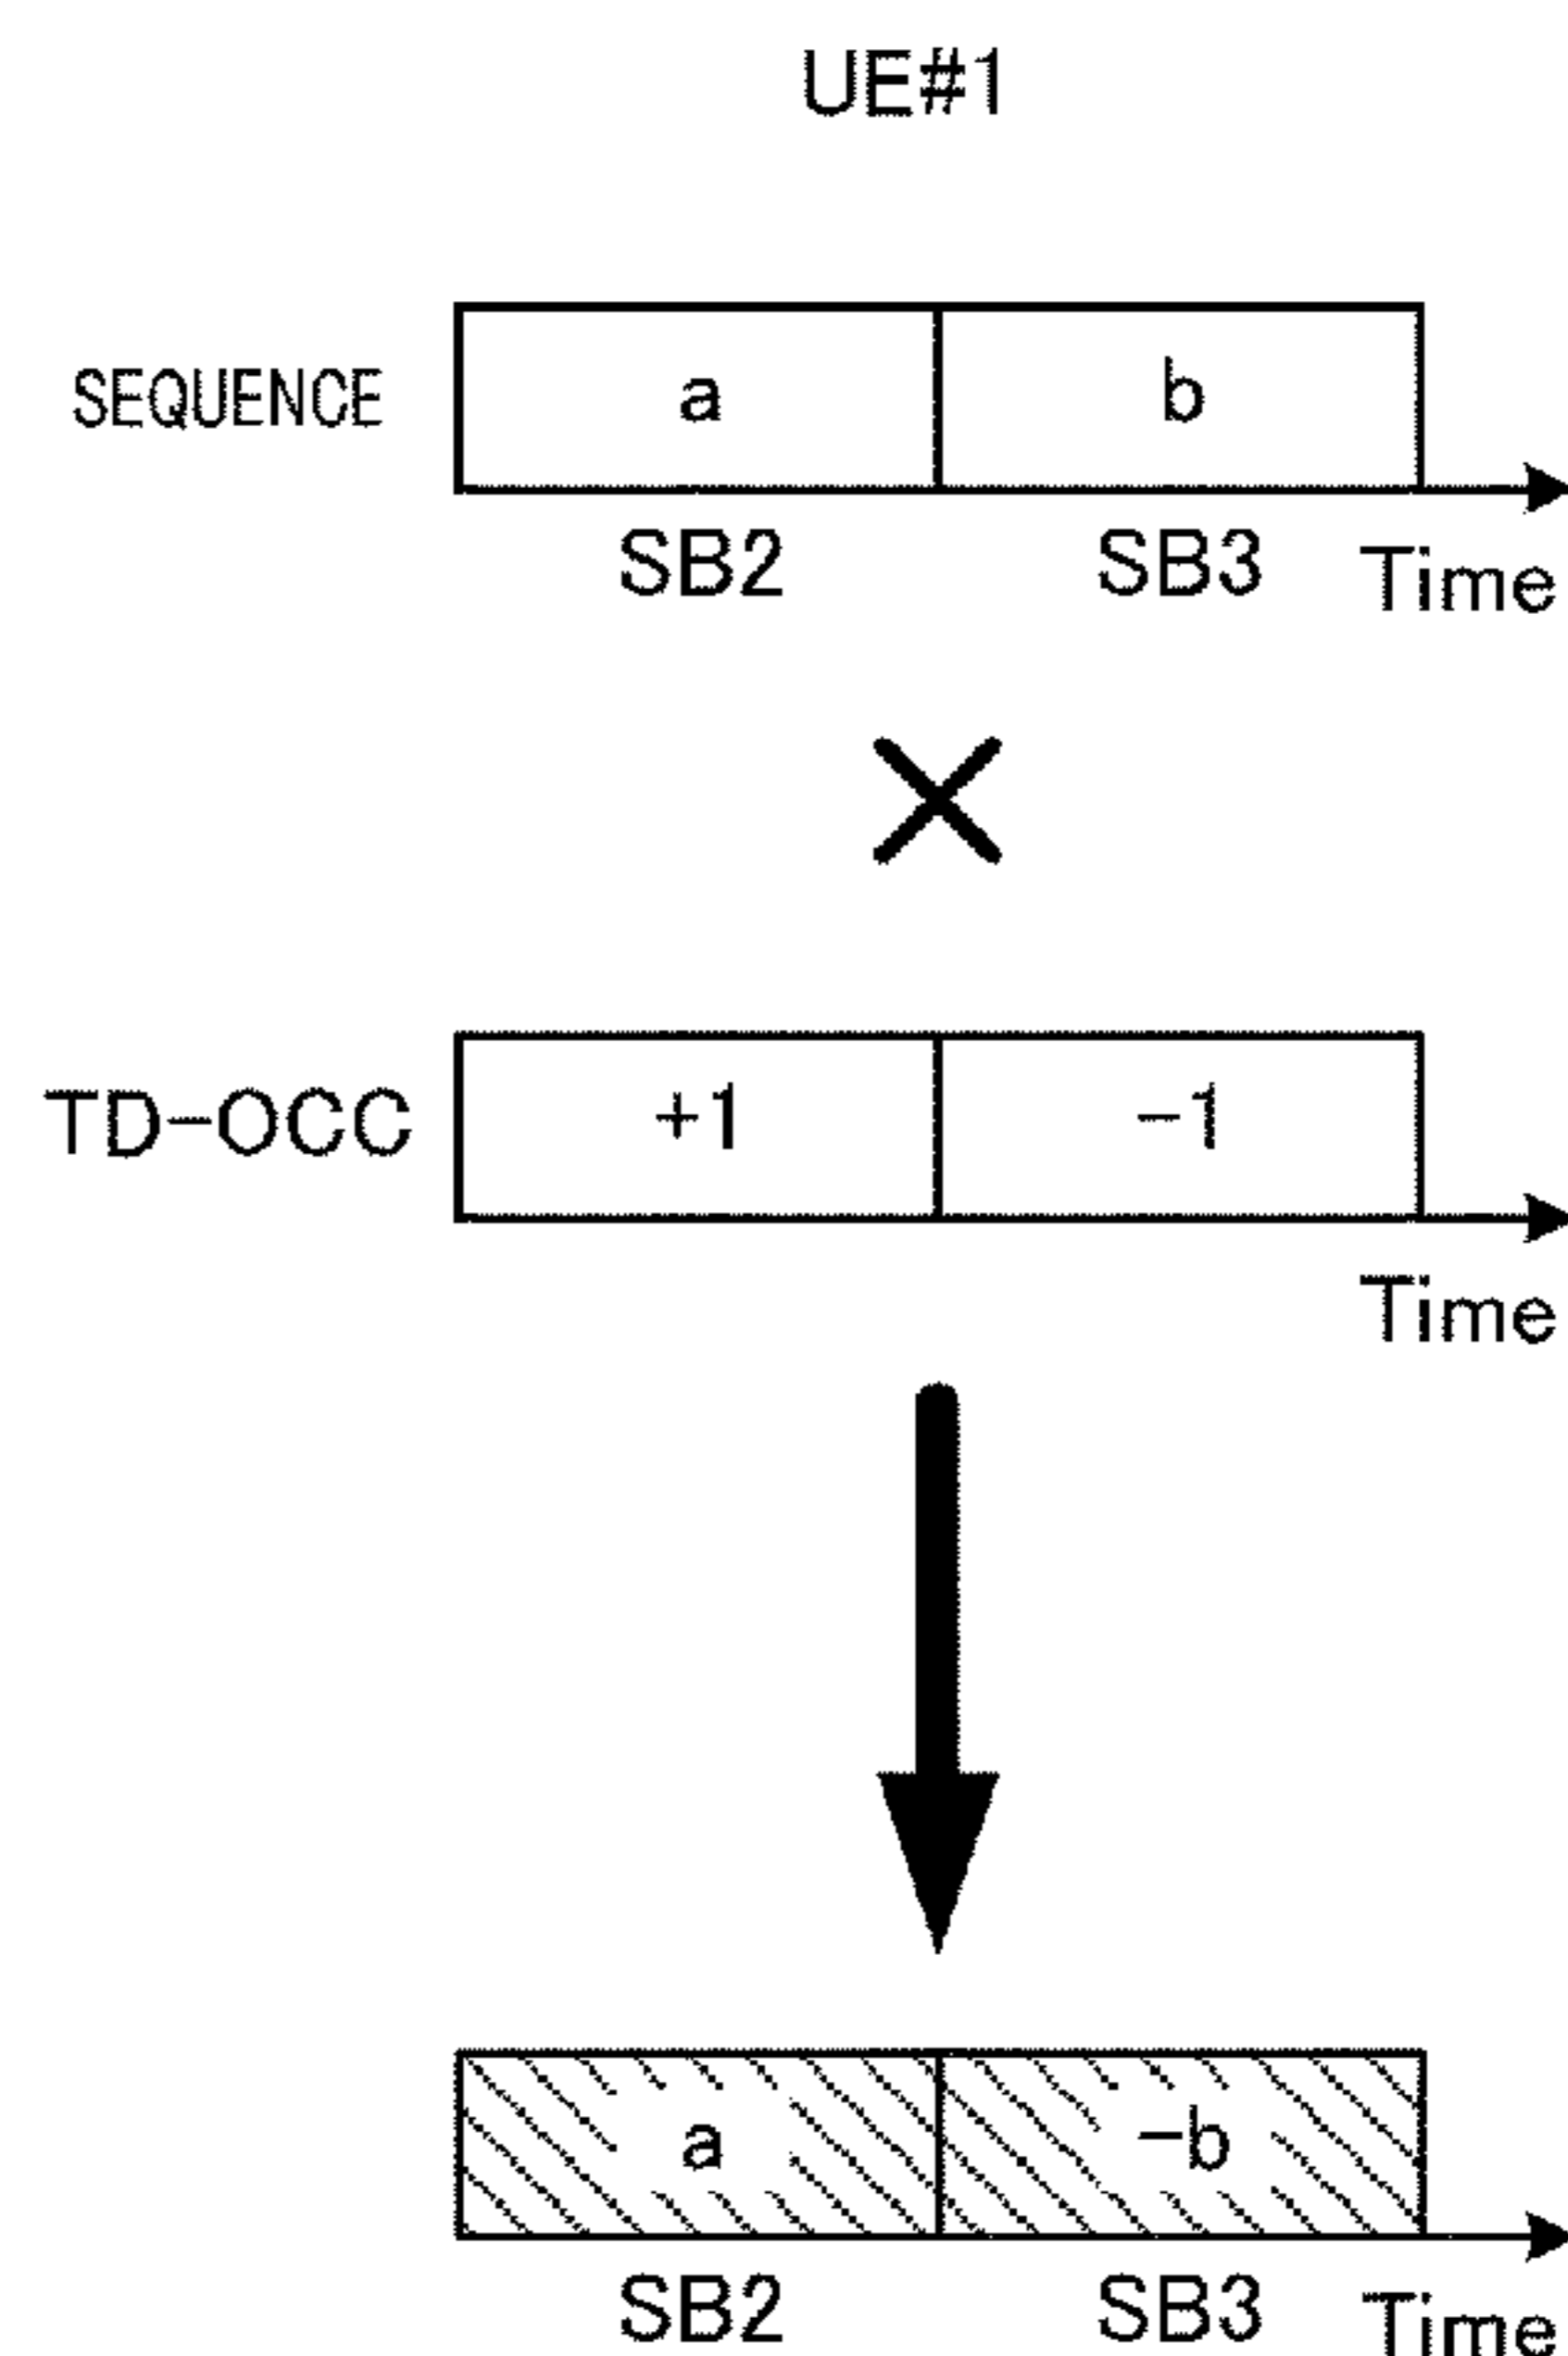 UE#1
SEQUENCE a b
SB2 SB3 Time
×
TD-OCC +1 -1
Time
a -b
SB2 SB3 Time